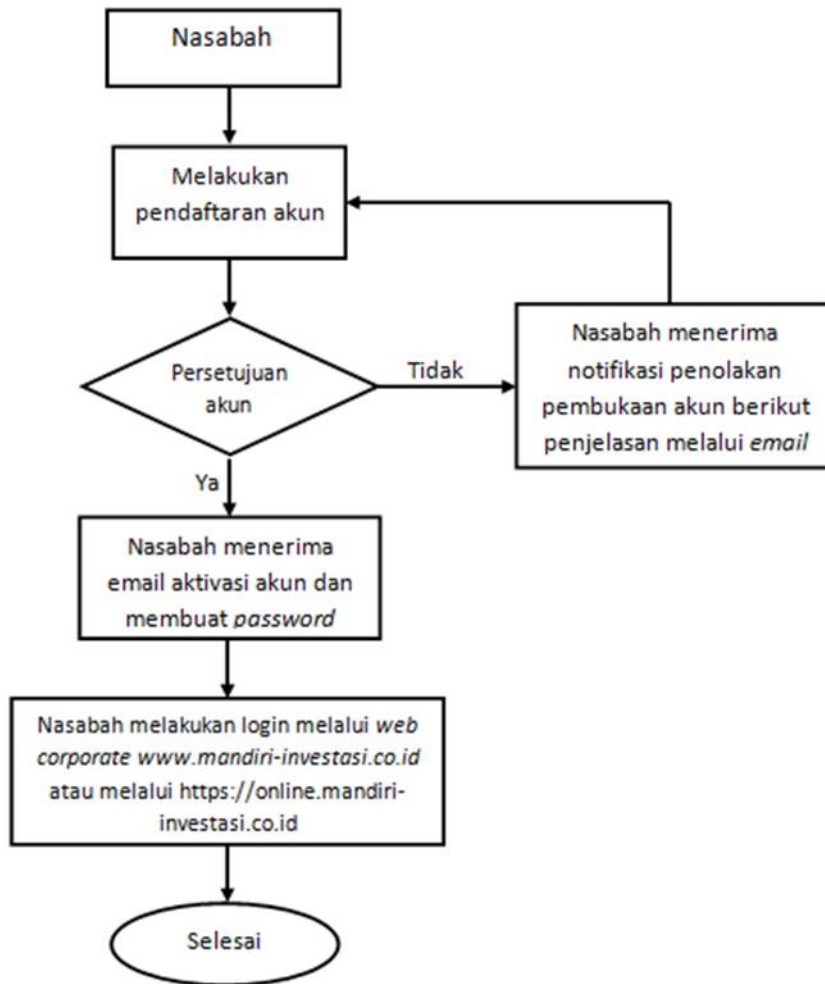 Nasabah
Melakukan
pendaftaran akun
Persetujuan
akun
Tidak
Nasabah menerima
notifikasi penolakan
pembukaan akun berikut
penjelasan melalui email
Ya
Nasabah menerima
email aktivasi akun dan
membuat password
Nasabah melakukan login melalui web
corporate www.mandiri-investasi.co.id
atau melalui https://online.mandiri-
investasi.co.id
Selesai